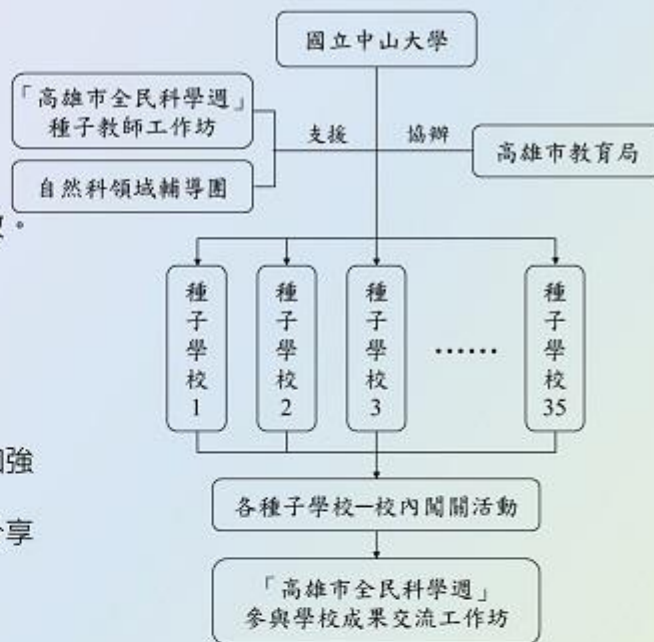 國立中山大學
「高雄市全民科學週」
種子教師工作坊
支援
協辦
高雄市教育局
自然科領域輔導團
。
種子學校1
種子學校2
種子學校3
……
種子學校35
強
各種子學校—校內闖關活動
享
「高雄市全民科學週」
參與學校成果交流工作坊